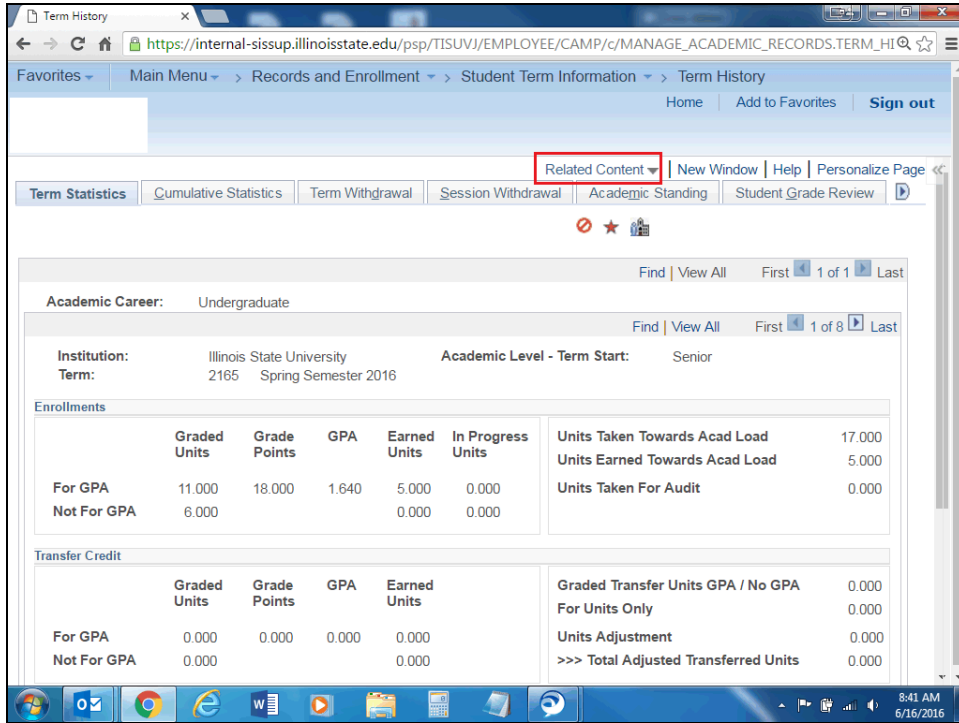 Term History
https://internal-sissup.illinoisstate.edu/psp/TISUVJ/EMPLOYEE/CAMP/c/MANAGE_ACADEMIC_RECORDS.TERM_HI
Favorites Main Menu > Records and Enrollment > Student Term Information > Term History
Home Add to Favorites Sign out
Related Content | New Window | Help | Personalize Page
Term Statistics Cumulative Statistics Term Withdrawal Session Withdrawal Academic Standing Student Grade Review
Find | View All First 1 of 1 Last
Academic Career: Undergraduate
Find | View All First 1 of 8 Last
Institution: Illinois State University Academic Level - Term Start: Senior
Term: 2165 Spring Semester 2016
Enrollments
Graded Units Grade Points GPA Earned Units In Progress Units Units Taken Towards Acad Load 17.000
Units Earned Towards Acad Load 5.000
For GPA 11.000 18.000 1.640 5.000 0.000 Units Taken For Audit 0.000
Not For GPA 6.000 0.000 0.000
Transfer Credit
Graded Units Grade Points GPA Earned Units Graded Transfer Units GPA / No GPA 0.000
For Units Only 0.000
For GPA 0.000 0.000 0.000 0.000 Units Adjustment 0.000
Not For GPA 0.000 0.000 >>> Total Adjusted Transferred Units 0.000
8:41 AM
6/16/2016